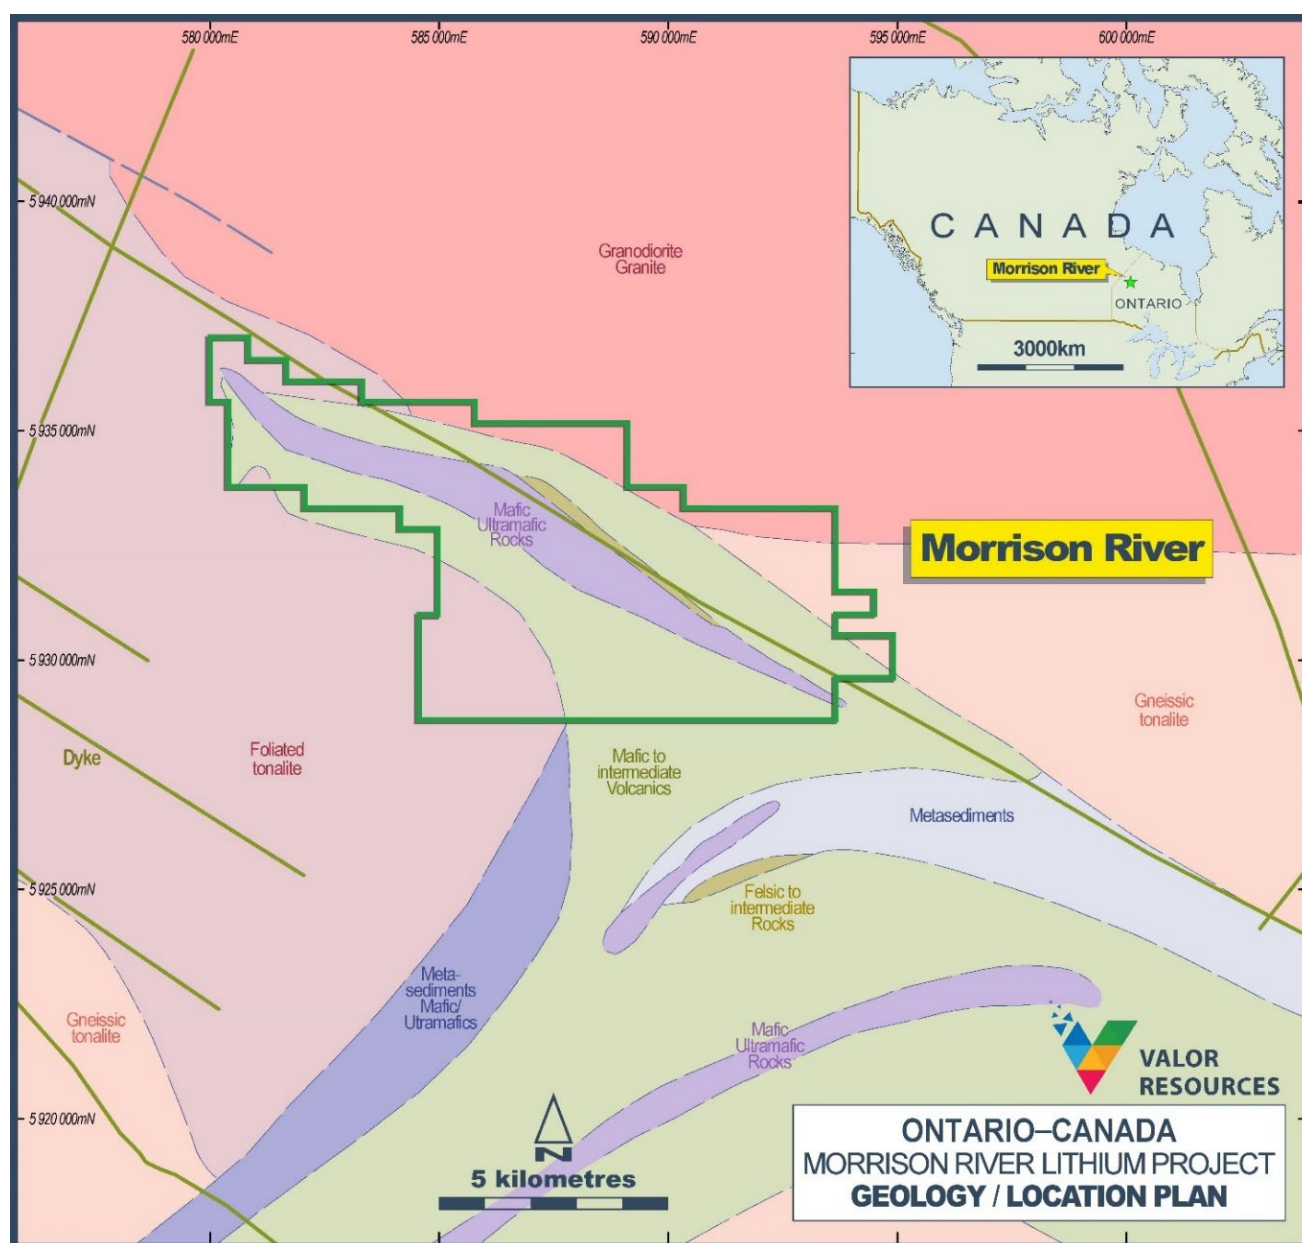 580 000mE
585 000mE
590 000mE
595 000mE
600 000mE
5 940 000mN
5 935 000mN
5 930 000mN
5 925 000mN
5 920 000mN
CANADA
Morrison River
ONTARIO
3000km
Granodiorite
Granite
Mafic
Ultramafic
Rocks
Morrison River
Gneissic
tonalite
Dyke
Foliated
tonalite
Mafic to
intermediate
Volcanics
Metasediments
Felsic to
intermediate
Rocks
Meta-
sediments
Mafic/
Utramafics
Gneissic
tonalite
Mafic
Ultramafic
Rocks
VALOR
RESOURCES
N
5 kilometres
ONTARIO–CANADA
MORRISON RIVER LITHIUM PROJECT
GEOLOGY / LOCATION PLAN